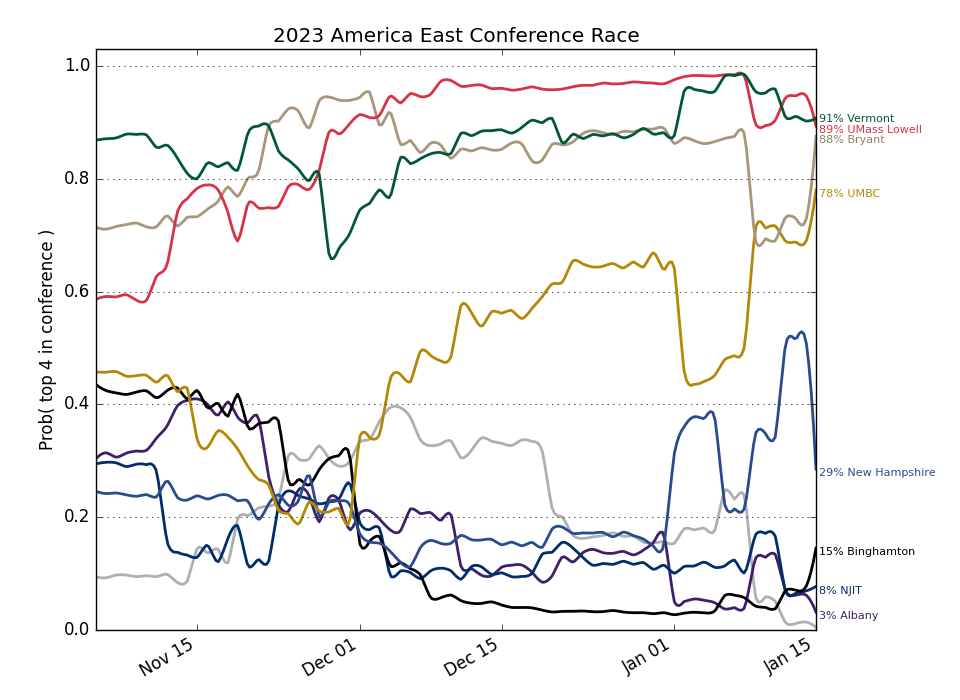 2023 America East Conference Race
Prob( top 4 in conference )
1.0
0.8
0.6
0.4
0.2
0.0
Nov 15
Dec 01
Dec 15
Jan 01
Jan 15
91% Vermont
89% UMass Lowell
88% Bryant
78% UMBC
29% New Hampshire
15% Binghamton
8% NJIT
3% Albany